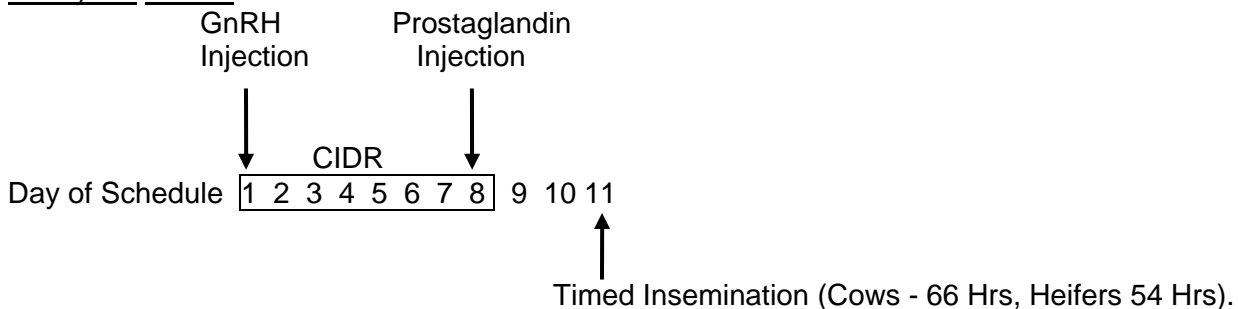 GnRH Prostaglandin
Injection Injection
CIDR
Day of Schedule 1 2 3 4 5 6 7 8 9 10 11
Timed Insemination (Cows - 66 Hrs, Heifers 54 Hrs).